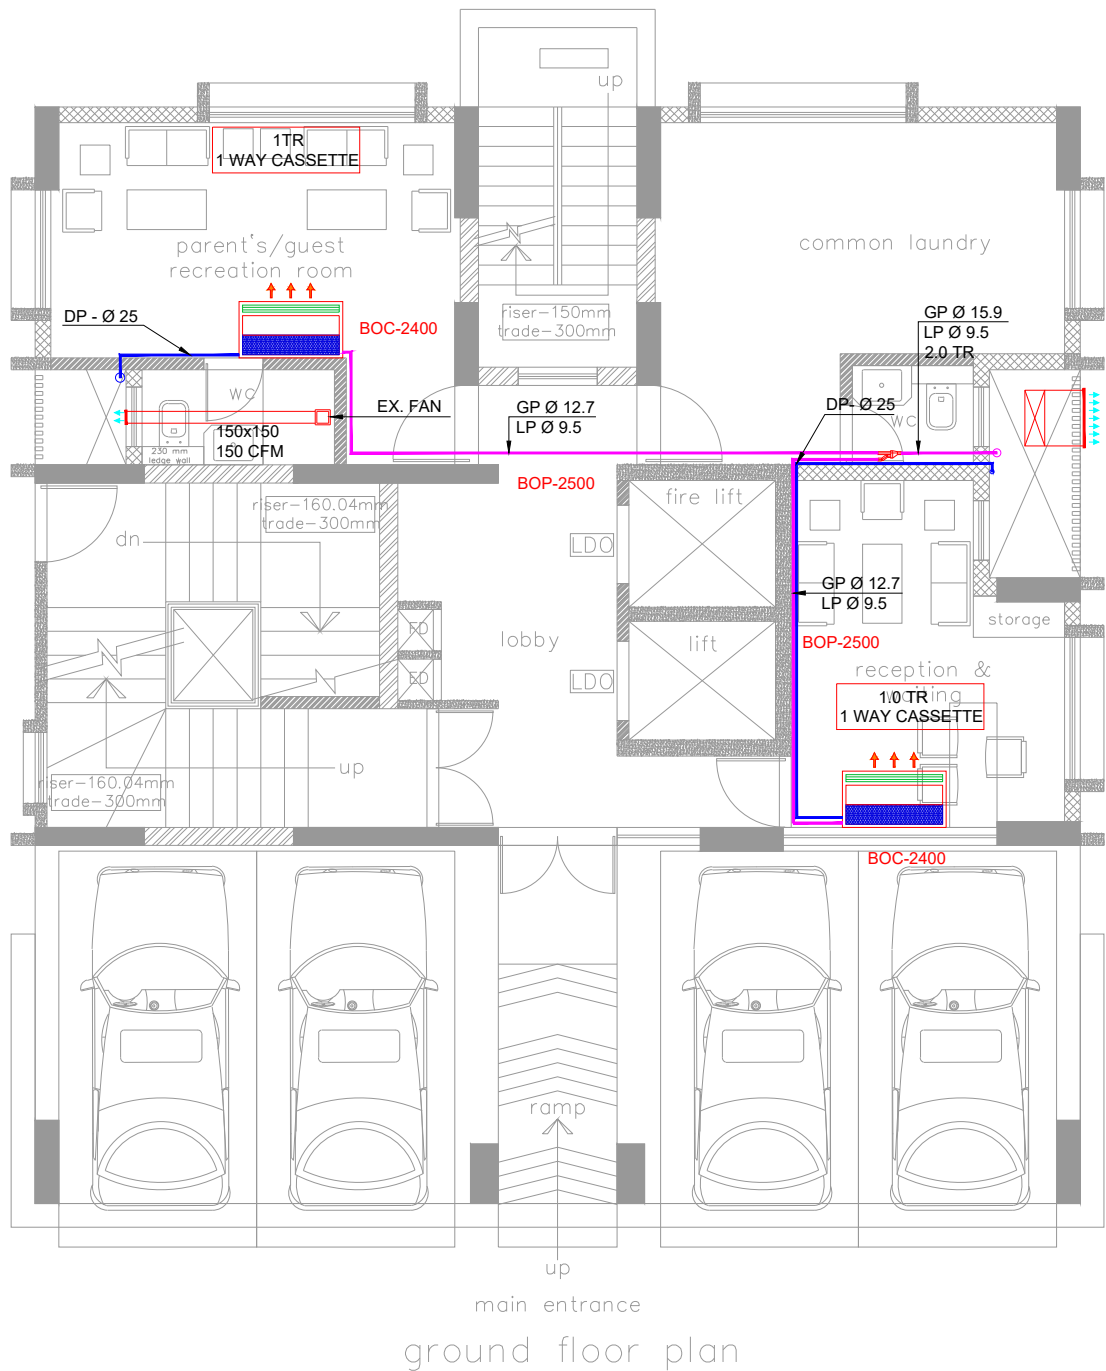 up
1TR
1 WAY CASSETTE
parent's/guest
recreation room
common laundry
riser-150mm
trade-300mm
DP - Ø 25
BOC-2400
GP Ø 15.9
LP Ø 9.5
2.0 TR
WC
EX. FAN
150x150
150 CFM
230 mm
ledge wall
GP Ø 12.7
LP Ø 9.5
DP- Ø 25
WC
BOP-2500
riser-160.04mm
trade-300mm
dn
fire lift
LDO
GP Ø 12.7
LP Ø 9.5
storage
FD
lobby
lift
BOP-2500
reception &
waiting
FD
LDO
1.0 TR
1 WAY CASSETTE
up
riser-160.04mm
trade-300mm
BOC-2400
ramp
up
main entrance
ground floor plan